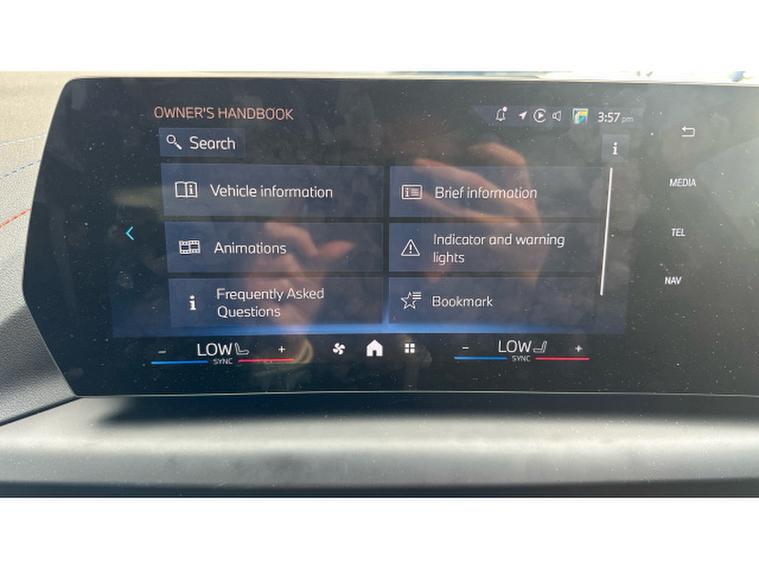 OWNER'S HANDBOOK
3:57 pm
Search
i
Vehicle information
Brief information
MEDIA
Animations
Indicator and warning
lights
TEL
Frequently Asked
Questions
Bookmark
NAV
− LOW +
SYNC
− LOW +
SYNC